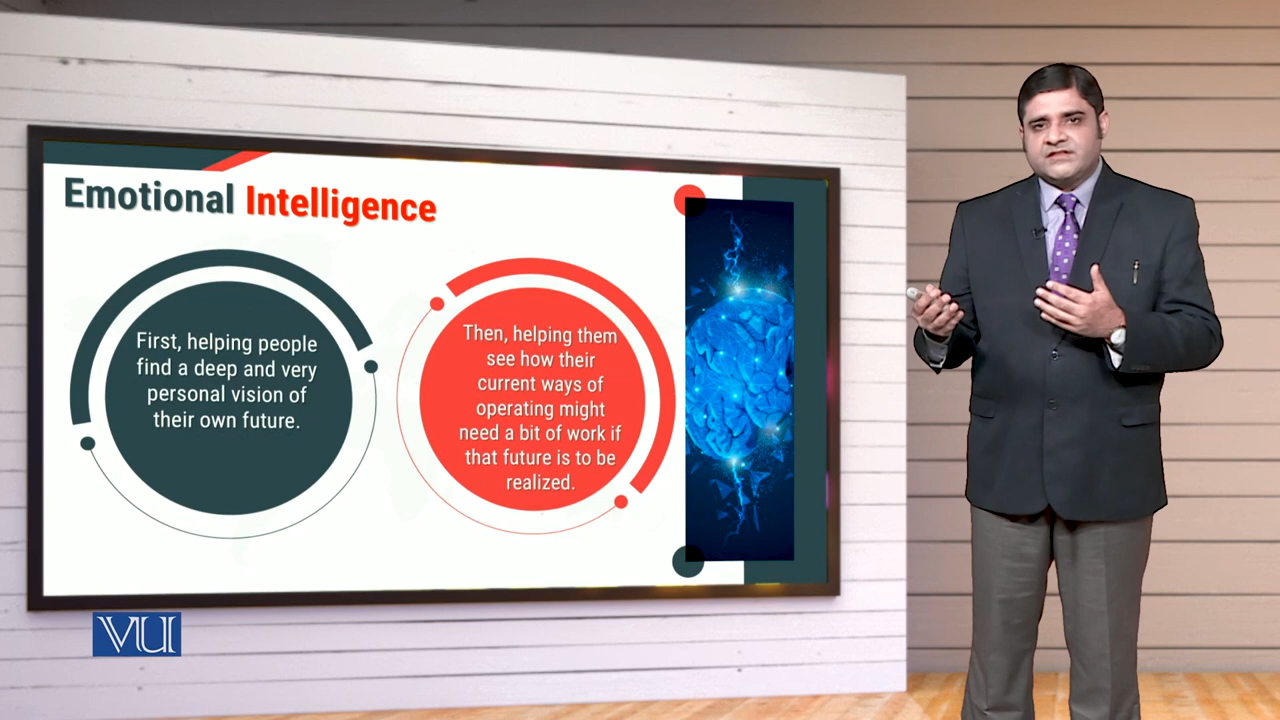 Emotional Intelligence
First, helping people
find a deep and very
personal vision of
their own future.
Then, helping them
see how their
current ways of
operating might
need a bit of work if
that future is to be
realized.
VU